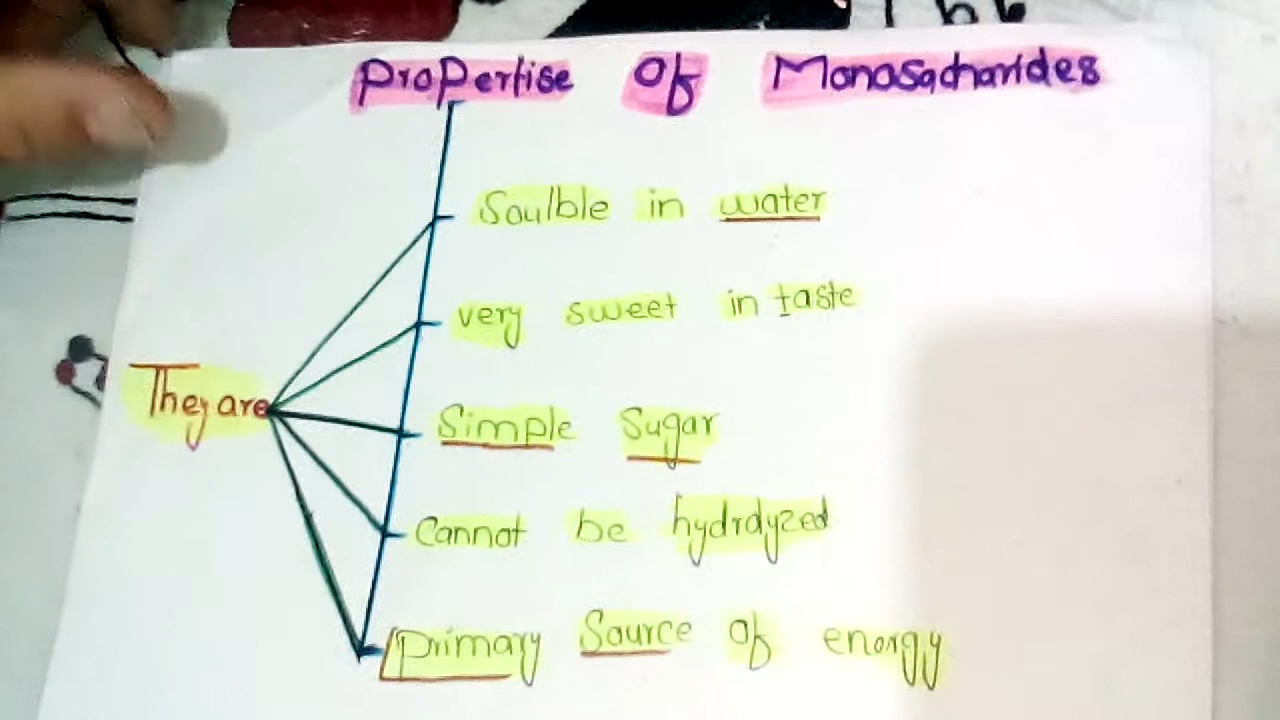 Propertise Of Monosacharides
Soulble in water
very sweet in taste
They are
Simple Sugar
Cannot be hydrdyzed
Primary Source Of energy